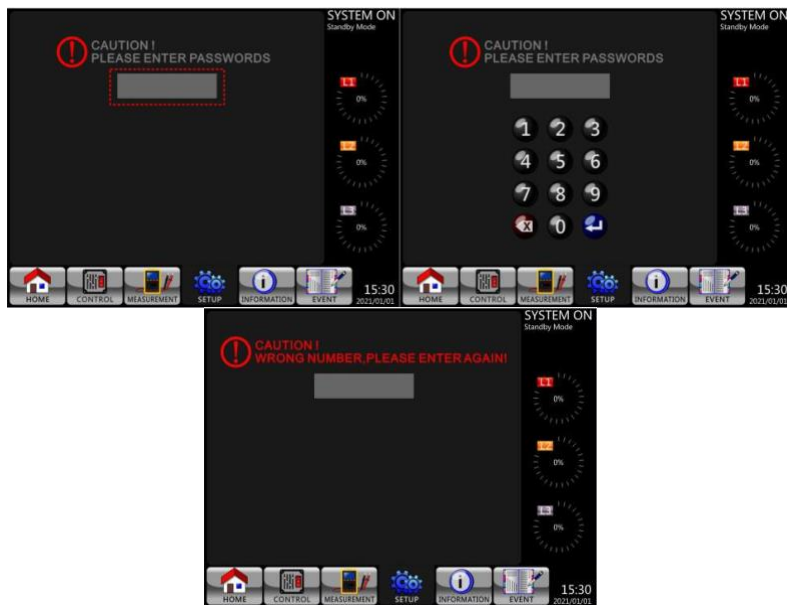 SYSTEM ON
Standby Mode
CAUTION !
PLEASE ENTER PASSWORDS
L1
0%
L2
0%
L3
0%
HOME
CONTROL
MEASUREMENT
SETUP
INFORMATION
EVENT
15:30
2021/01/01
SYSTEM ON
Standby Mode
CAUTION !
PLEASE ENTER PASSWORDS
1 2 3
4 5 6
7 8 9
X 0
L1
0%
L2
0%
L3
0%
HOME
CONTROL
MEASUREMENT
SETUP
INFORMATION
EVENT
15:30
2021/01/01
SYSTEM ON
Standby Mode
CAUTION !
WRONG NUMBER,PLEASE ENTER AGAIN!
L1
0%
L2
0%
L3
0%
HOME
CONTROL
MEASUREMENT
SETUP
INFORMATION
EVENT
15:30
2021/01/01